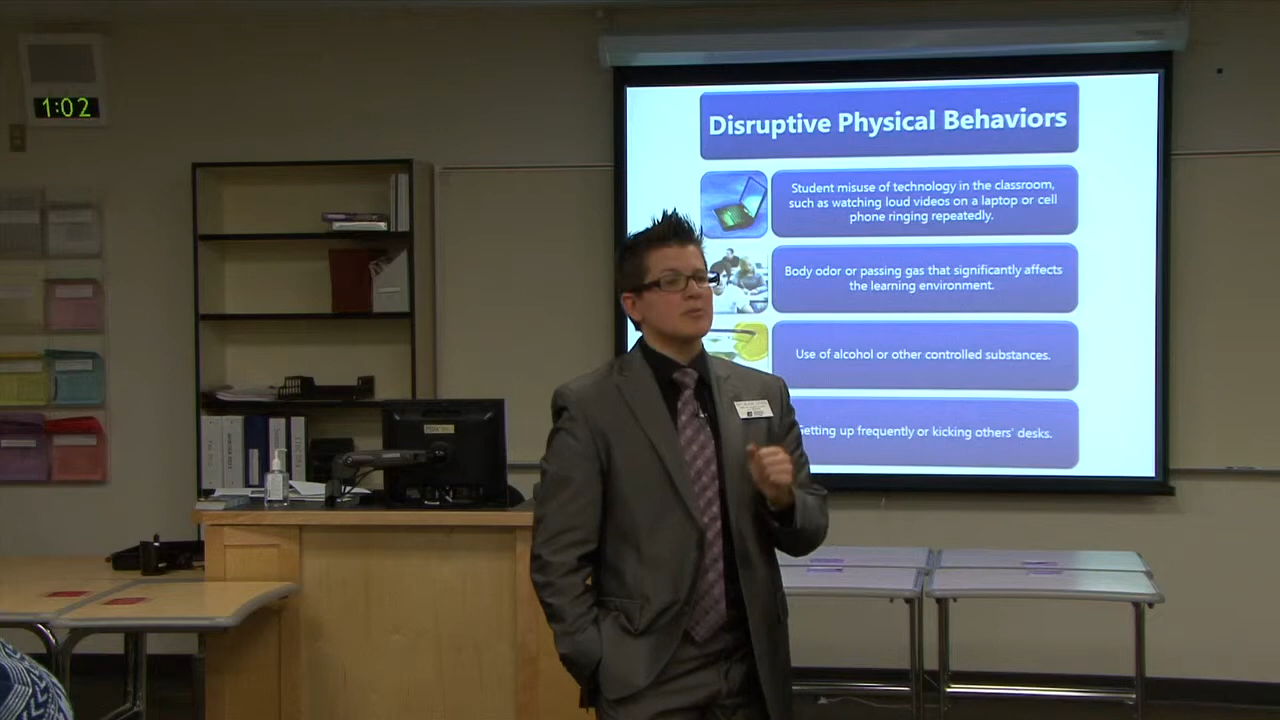 1:02
Disruptive Physical Behaviors
Student misuse of technology in the classroom,
such as watching loud videos on a laptop or cell
phone ringing repeatedly.
Body odor or passing gas that significantly affects
the learning environment.
Use of alcohol or other controlled substances.
Getting up frequently or kicking others' desks.